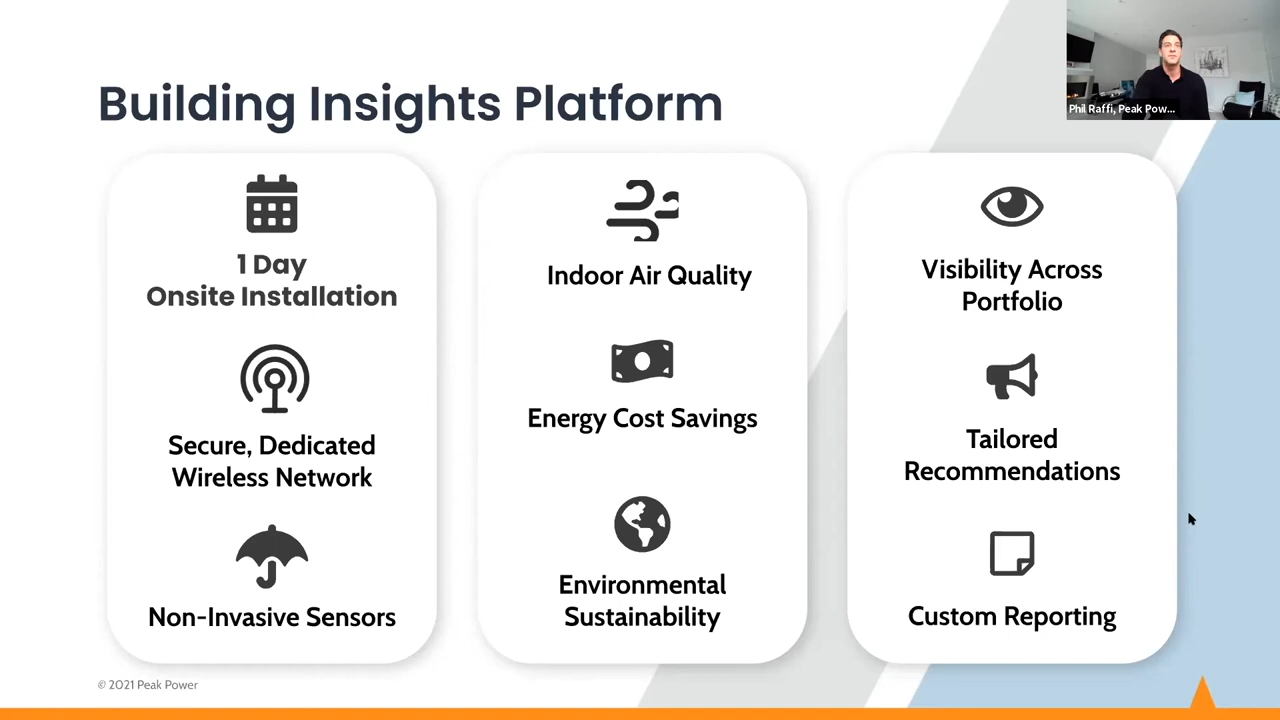 Building Insights Platform
Phil Raffi, Peak Pow...
1 Day
Onsite Installation
Secure, Dedicated
Wireless Network
Non-Invasive Sensors
Indoor Air Quality
Energy Cost Savings
Environmental
Sustainability
Visibility Across
Portfolio
Tailored
Recommendations
Custom Reporting
© 2021 Peak Power